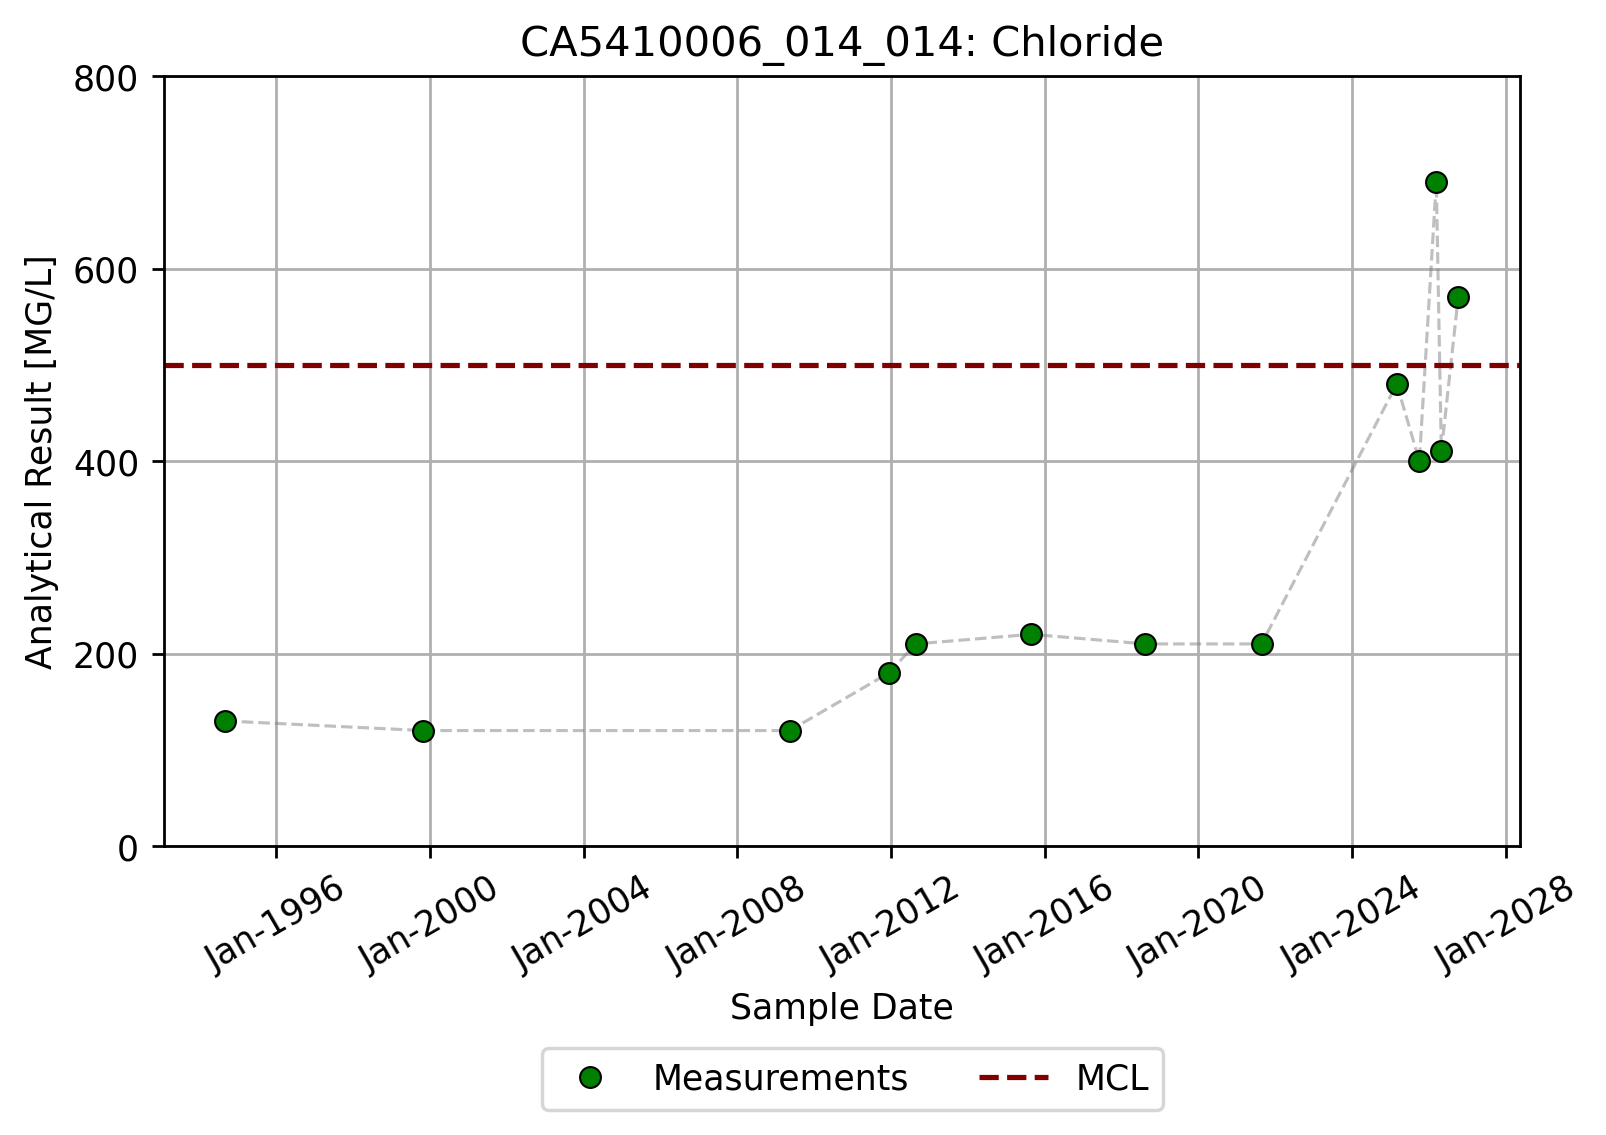 CA5410006_014_014: Chloride
Analytical Result [MG/L]
800
600
400
200
0
Jan-1996
Jan-2000
Jan-2004
Jan-2008
Jan-2012
Jan-2016
Jan-2020
Jan-2024
Jan-2028
Sample Date
Measurements
MCL